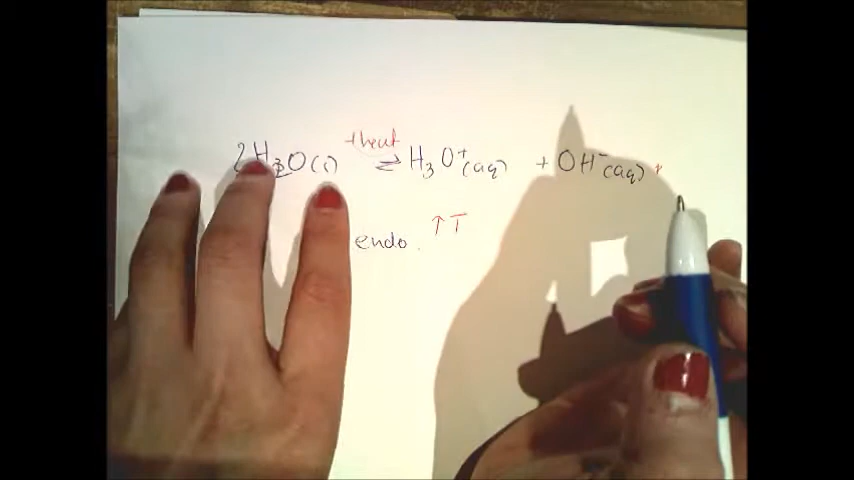 2H₂O(l) +heat ⇌ H₃O⁺(aq) + OH⁻(aq) +
endo. ↑T